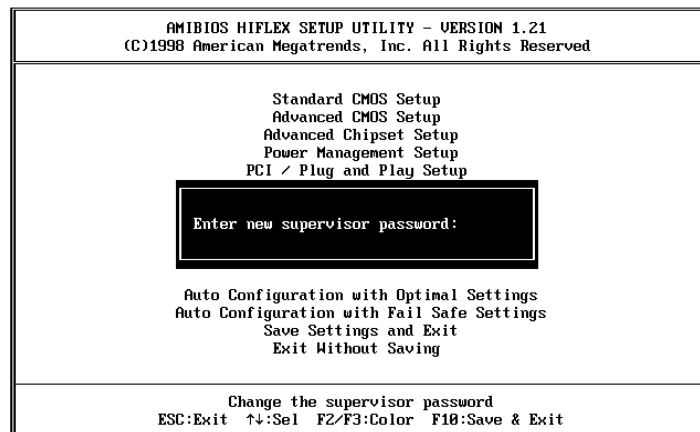 AMIBIOS HIFLEX SETUP UTILITY - VERSION 1.21
(C)1998 American Megatrends, Inc. All Rights Reserved
Standard CMOS Setup
Advanced CMOS Setup
Advanced Chipset Setup
Power Management Setup
PCI / Plug and Play Setup
Enter new supervisor password:
Auto Configuration with Optimal Settings
Auto Configuration with Fail Safe Settings
Save Settings and Exit
Exit Without Saving
Change the supervisor password
ESC:Exit ↑↓:Sel F2/F3:Color F10:Save & Exit